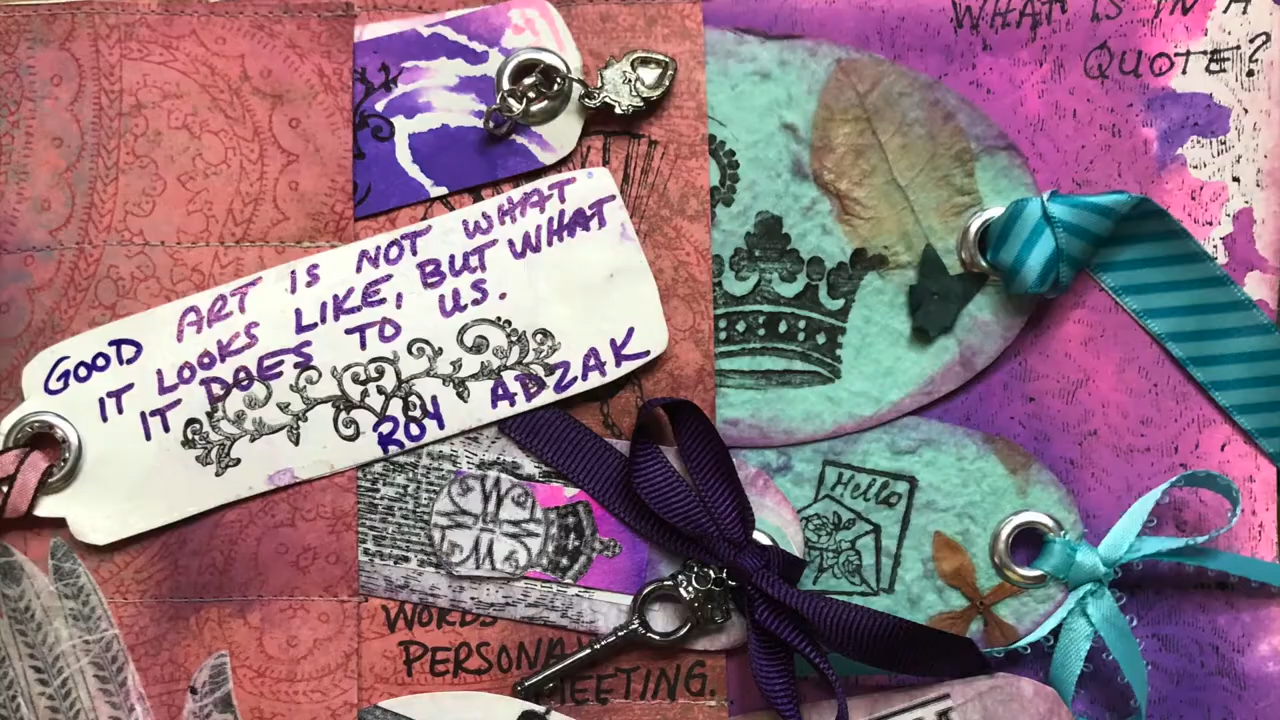 WHAT IS IN A
QUOTE?
GOOD ART IS NOT WHAT
IT LOOKS LIKE, BUT WHAT
IT DOES TO US.
ROY ADZAK
Hello
WORDS
PERSONA
MEETING.